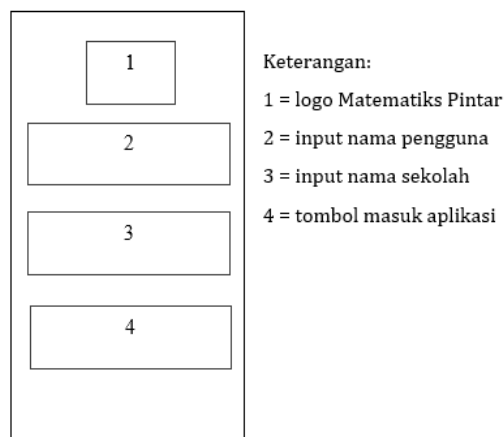 1
2
3
4
Keterangan:
1 = logo Matematiks Pintar
2 = input nama pengguna
3 = input nama sekolah
4 = tombol masuk aplikasi